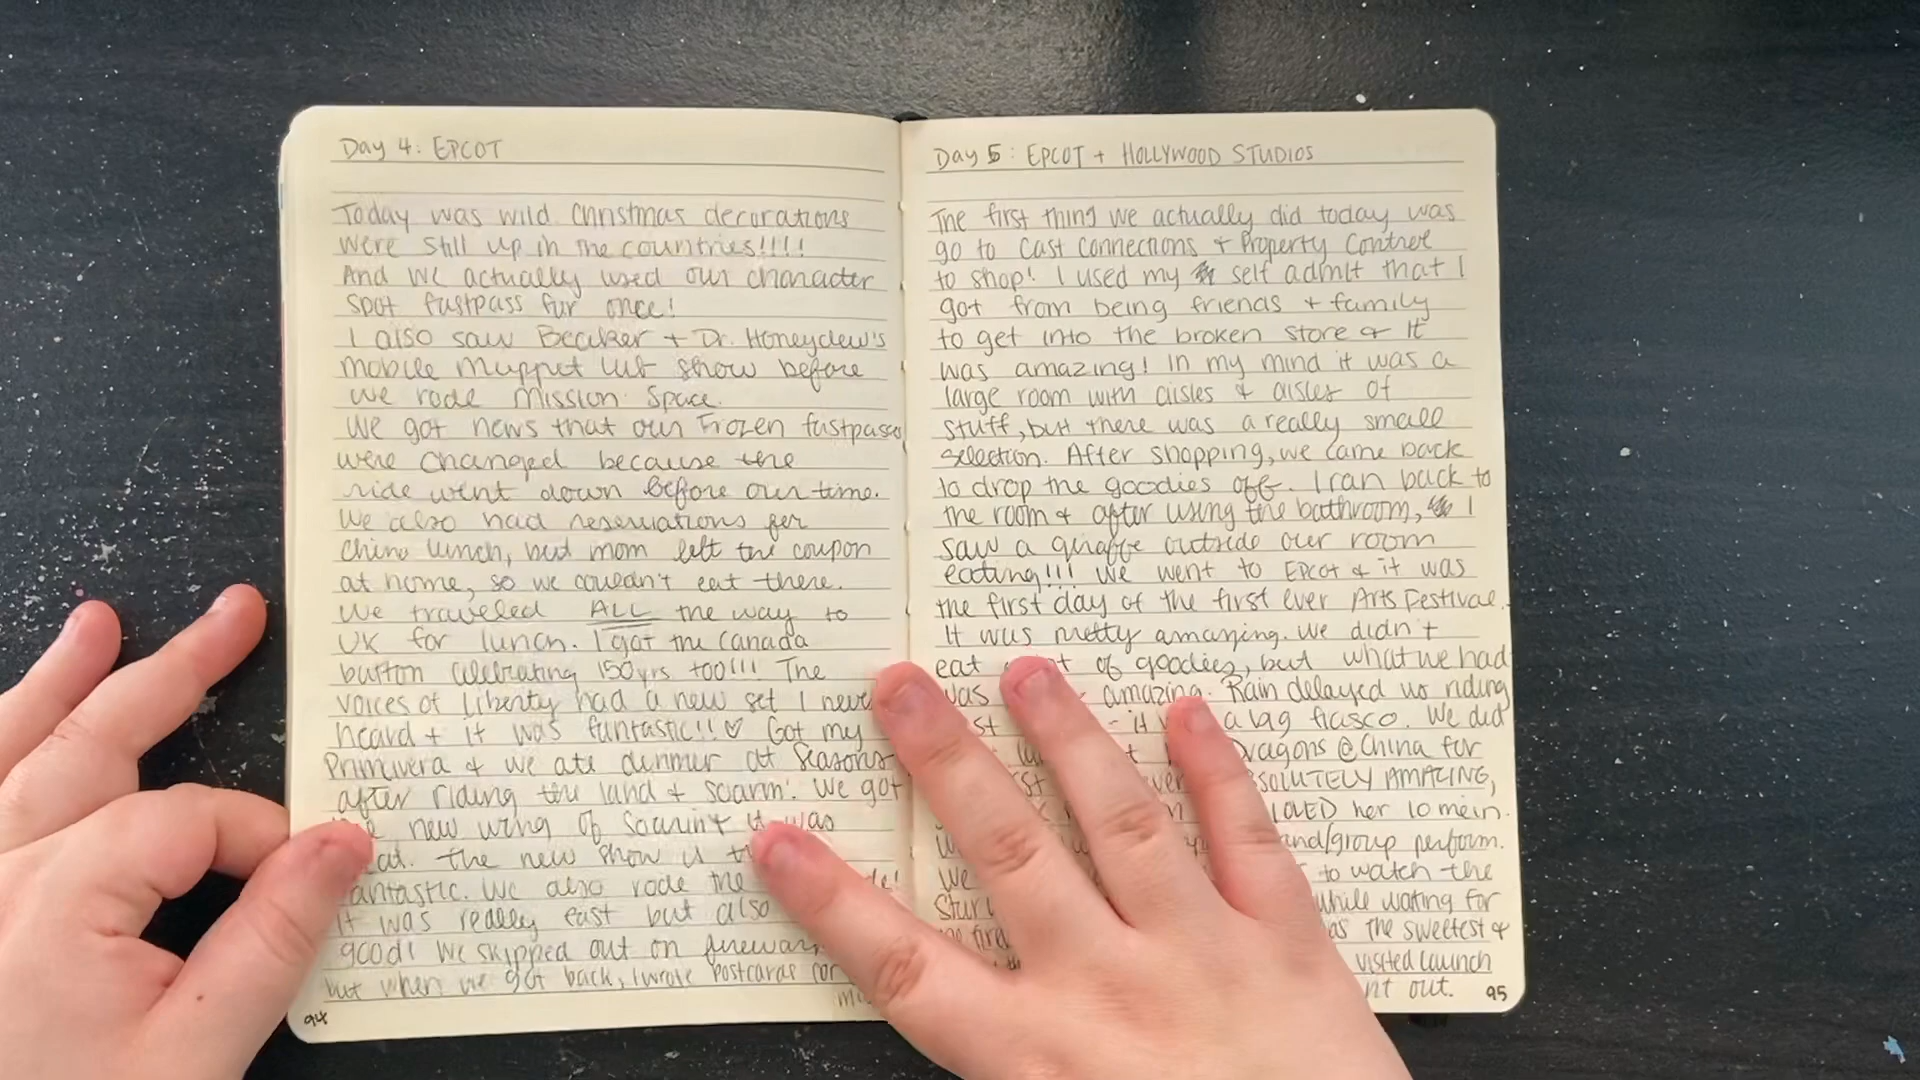 Day 4: EPCOT
Today was wild. Christmas decorations
were still up in the countries!!!!
And we actually used our character
spot fastpass for once!
I also saw Beaker + Dr. Honeydew's
mobile Muppet lab show before
we rode Mission: Space.
We got news that our Frozen fastpasses
were changed because the
ride went down before our time.
We also had reservations for
China lunch, but mom left the coupon
at home, so we couldn't eat there.
We traveled ALL the way to
UK for lunch. I got the Canada
button celebrating 150yrs too!!! The
voices of liberty had a new set I never
heard + it was fantastic!!♡ Got my
Primavera & we ate dinner at Seasons
after riding the land + soarin'. We got
new wing of Soarin + it was
The new show is
fantastic. We also rode the
It was really east but also
good! We skipped out on
but when we got back, I wrote postcards
94
Day 5: EPCOT + HOLLYWOOD STUDIOS
The first thing we actually did today was
go to Cast Connections + Property Control
to shop! I used my self admit that I
got from being friends + family
to get into the broken store & it
was amazing! In my mind it was a
large room with aisles & aisles of
stuff, but there was a really small
selection. After shopping, we came back
to drop the goodies off. I ran back to
the room & after using the bathroom, I
saw a giraffe outside our room
eating!!! We went to EPCOT & it was
the first day of the first ever Arts Festival.
It was pretty amazing. We didn't
eat of goodies, but what we had
was amazing. Rain delayed us riding
it a lag fiasco. We did
Dragons @ China for
ABSOLUTELY AMAZING,
LOVED her lo mein.
band/group perform.
We to watch the
while waiting for
the sweetest &
visited Launch
out.
95